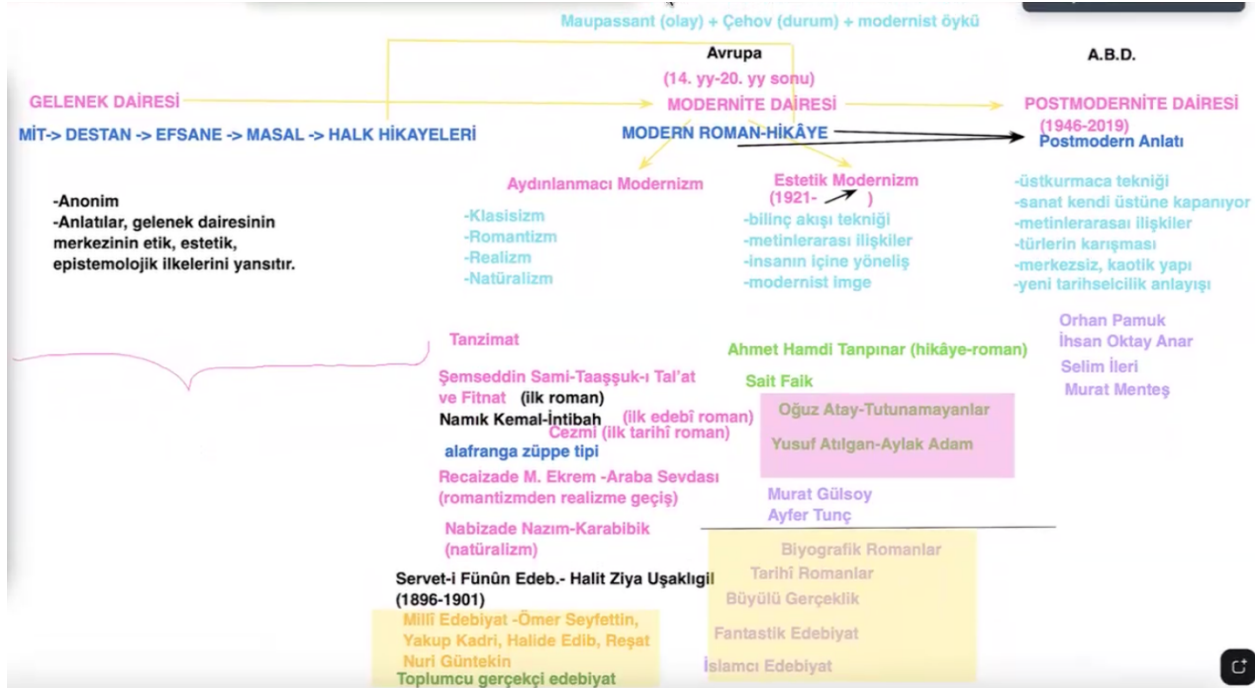 Maupassant (olay) + Çehov (durum) + modernist öykü
Avrupa
(14. yy-20. yy sonu)
A.B.D.
GELENEK DAİRESİ
MODERNİTE DAİRESİ
POSTMODERNİTE DAİRESİ
(1946-2019)
MİT-> DESTAN -> EFSANE -> MASAL -> HALK HİKAYELERİ
MODERN ROMAN-HİKÂYE
Postmodern Anlatı
-Anonim
-Anlatılar, gelenek dairesinin
merkezinin etik, estetik,
epistemolojik ilkelerini yansıtır.
Aydınlanmacı Modernizm
-Klasisizm
-Romantizm
-Realizm
-Natüralizm
Estetik Modernizm
(1921- )
-bilinç akışı tekniği
-metinlerarası ilişkiler
-insanın içine yöneliş
-modernist imge
-üstkurmaca tekniği
-sanat kendi üstüne kapanıyor
-metinlerarasaı ilişkiler
-türlerin karışması
-merkezsiz, kaotik yapı
-yeni tarihselcilik anlayışı
Orhan Pamuk
İhsan Oktay Anar
Selim İleri
Murat Menteş
Tanzimat
Şemseddin Sami-Taaşşuk-ı Tal'at
ve Fitnat (ilk roman)
Namık Kemal-İntibah (ilk edebî roman)
Cezmi (ilk tarihî roman)
alafranga züppe tipi
Recaizade M. Ekrem -Araba Sevdası
(romantizmden realizme geçiş)
Nabizade Nazım-Karabibik
(natüralizm)
Servet-i Fünûn Edeb.- Halit Ziya Uşaklıgil
(1896-1901)
Millî Edebiyat -Ömer Seyfettin,
Yakup Kadri, Halide Edib, Reşat
Nuri Güntekin
Toplumcu gerçekçi edebiyat
Ahmet Hamdi Tanpınar (hikâye-roman)
Sait Faik
Oğuz Atay-Tutunamayanlar
Yusuf Atılgan-Aylak Adam
Murat Gülsoy
Ayfer Tunç
Biyografik Romanlar
Tarihî Romanlar
Büyülü Gerçeklik
Fantastik Edebiyat
İslamcı Edebiyat